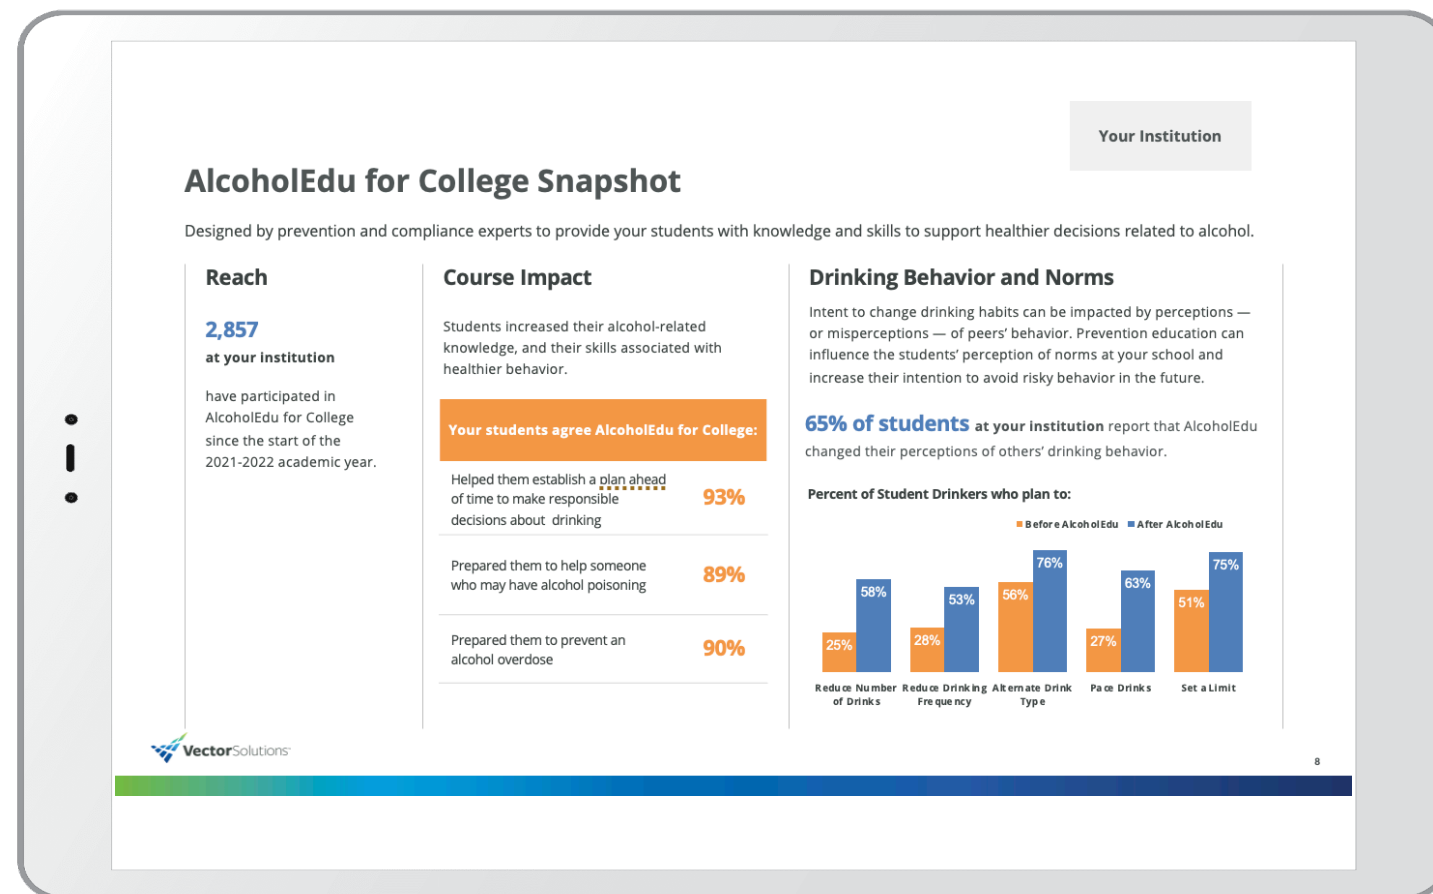 Your Institution
AlcoholEdu for College Snapshot
Designed by prevention and compliance experts to provide your students with knowledge and skills to support healthier decisions related to alcohol.
Reach
2,857
at your institution
have participated in
AlcoholEdu for College
since the start of the
2021-2022 academic year.
Course Impact
Students increased their alcohol-related
knowledge, and their skills associated with
healthier behavior.
Your students agree AlcoholEdu for College:
Helped them establish a plan ahead
of time to make responsible
decisions about drinking
93%
Prepared them to help someone
who may have alcohol poisoning
89%
Prepared them to prevent an
alcohol overdose
90%
Drinking Behavior and Norms
Intent to change drinking habits can be impacted by perceptions —
or misperceptions — of peers' behavior. Prevention education can
influence the students' perception of norms at your school and
increase their intention to avoid risky behavior in the future.
65% of students at your institution report that AlcoholEdu
changed their perceptions of others' drinking behavior.
Percent of Student Drinkers who plan to:
Before AlcoholEdu After AlcoholEdu
25% 58% 28% 53% 56% 76% 27% 63% 51% 75%
Reduce Number Reduce Drinking Alternate Drink Pace Drinks Set a Limit
of Drinks Frequency Type
VectorSolutions
8